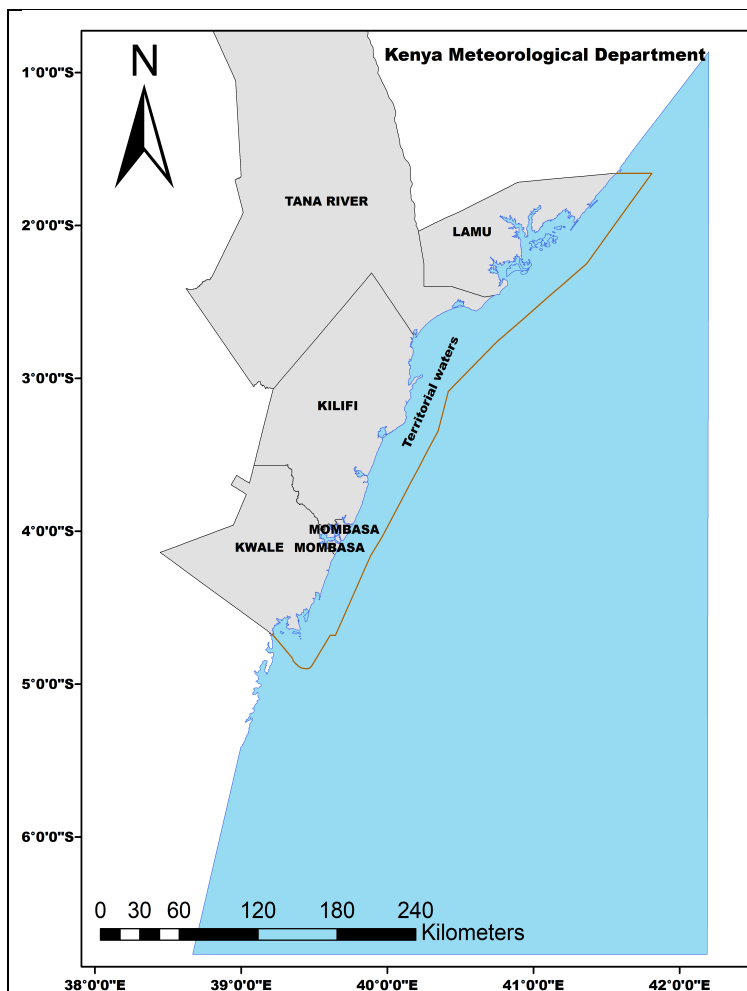 Kenya Meteorological Department
N
1°0'0"S
2°0'0"S
3°0'0"S
4°0'0"S
5°0'0"S
6°0'0"S
TANA RIVER
LAMU
KILIFI
Territorial waters
MOMBASA
KWALE MOMBASA
0 30 60 120 180 240
Kilometers
38°0'0"E 39°0'0"E 40°0'0"E 41°0'0"E 42°0'0"E